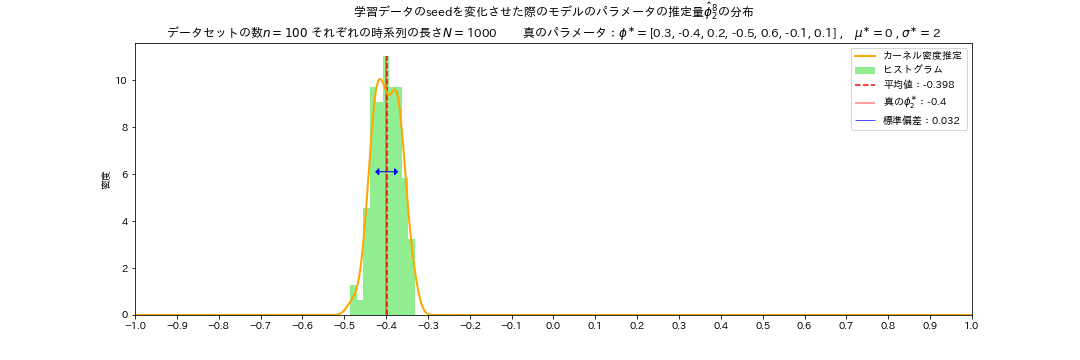 学習データのseedを変化させた際のモデルのパラメータの推定量$\hat{\phi}_2^8$の分布
データセットの数n = 100 それぞれの時系列の長さN = 1000 真のパラメータ：ϕ* = [0.3, -0.4, 0.2, -0.5, 0.6, -0.1, 0.1] , μ* = 0 , σ* = 2
カーネル密度推定
ヒストグラム
平均値：-0.398
真の$\phi_2^*$：-0.4
標準偏差：0.032
密度
10
8
6
4
2
0
−1.0 −0.9 −0.8 −0.7 −0.6 −0.5 −0.4 −0.3 −0.2 −0.1 0.0 0.1 0.2 0.3 0.4 0.5 0.6 0.7 0.8 0.9 1.0